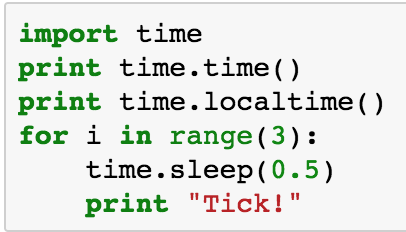 import time
print time.time()
print time.localtime()
for i in range(3):
    time.sleep(0.5)
    print "Tick!"